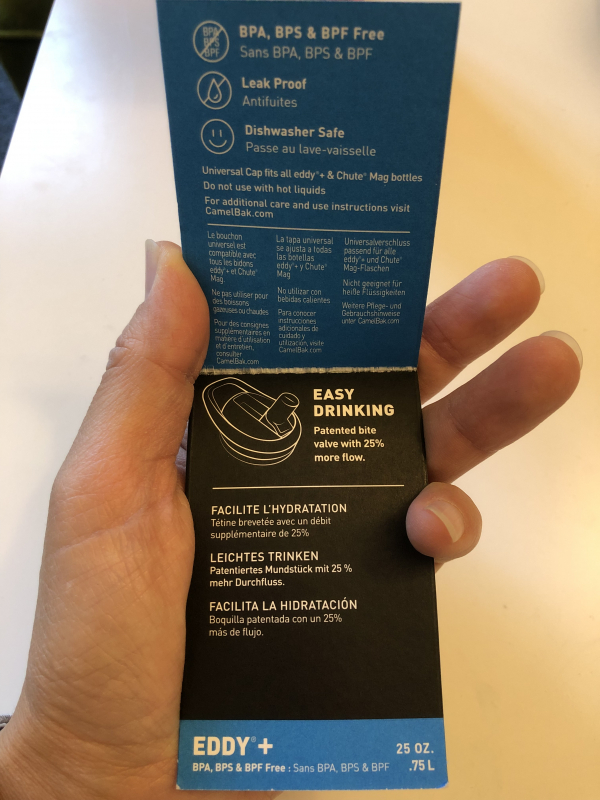 BPA
BPS
BPF
BPA, BPS & BPF Free
Sans BPA, BPS & BPF
Leak Proof
Antifuites
Dishwasher Safe
Passe au lave-vaisselle
Universal Cap fits all eddy®+ & Chute® Mag bottles
Do not use with hot liquids
For additional care and use instructions visit
CamelBak.com
Le bouchon
universel est
compatible avec
tous les bidons
eddy®+ et Chute®
Mag
Ne pas utiliser pour
des boissons
gazeuses ou chaudes
Pour des consignes
supplémentaires en
matière d'utilisation
et d'entretien,
consulter
CamelBak.com
La tapa universal
se ajusta a todas
las botellas
eddy®+ y Chute®
Mag
No utilizar con
bebidas calientes
Para conocer
instrucciones
adicionales de
cuidado y
utilización, visite
CamelBak.com
Universalverschluss
passend für alle
eddy®+ und Chute®
Mag-Flaschen
Nicht geeignet für
heiße Flüssigkeiten
Weitere Pflege- und
Gebrauchshinweise
unter CamelBak.com
EASY
DRINKING
Patented bite
valve with 25%
more flow.
FACILITE L'HYDRATATION
Tétine brevetée avec un débit
supplémentaire de 25%
LEICHTES TRINKEN
Patentiertes Mundstück mit 25 %
mehr Durchfluss.
FACILITA LA HIDRATACIÓN
Boquilla patentada con un 25%
más de flujo.
EDDY®+
25 OZ.
BPA, BPS & BPF Free : Sans BPA, BPS & BPF
.75 L